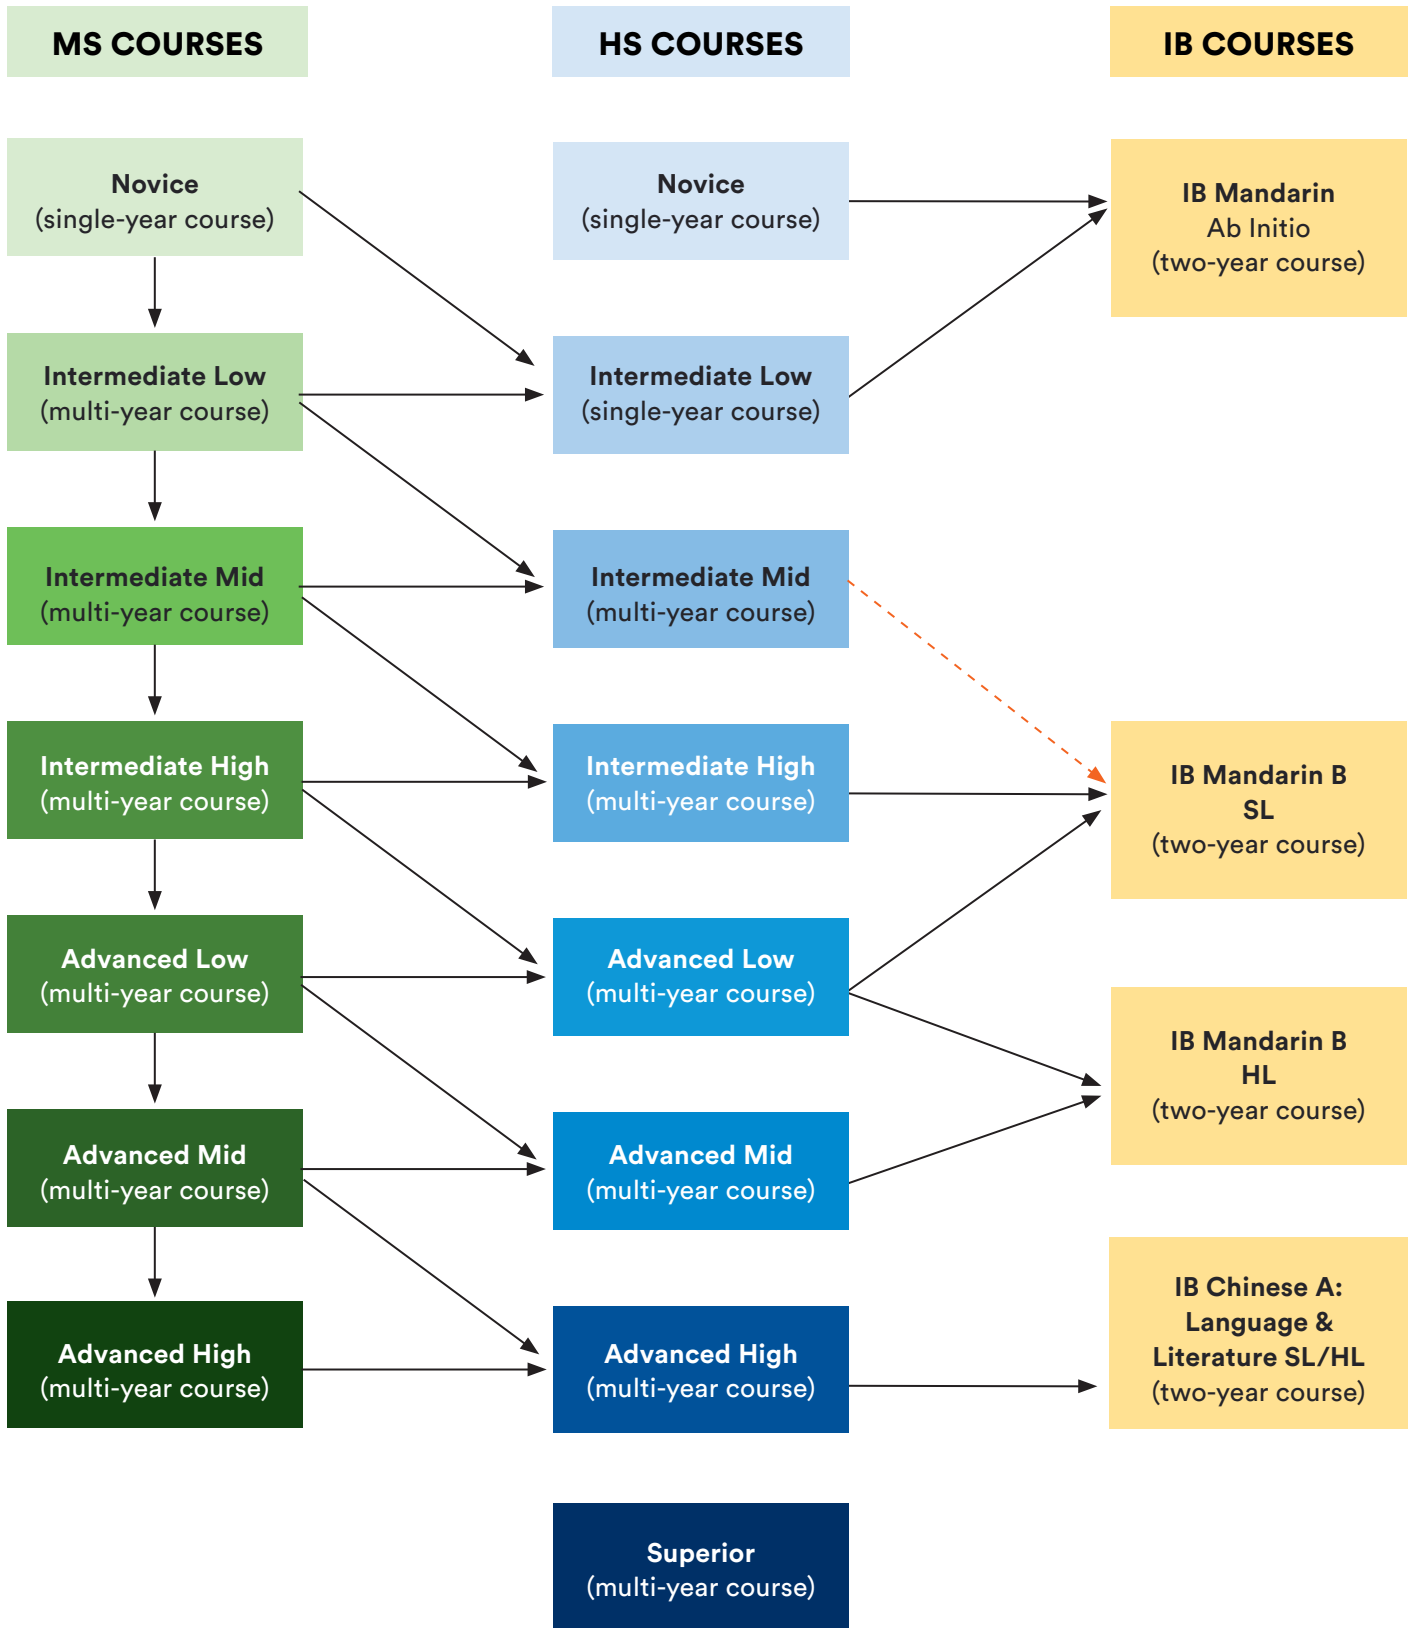 MS COURSES
HS COURSES
IB COURSES
Novice
(single-year course)
Novice
(single-year course)
IB Mandarin
Ab Initio
(two-year course)
Intermediate Low
(multi-year course)
Intermediate Low
(single-year course)
Intermediate Mid
(multi-year course)
Intermediate Mid
(multi-year course)
Intermediate High
(multi-year course)
Intermediate High
(multi-year course)
IB Mandarin B
SL
(two-year course)
Advanced Low
(multi-year course)
Advanced Low
(multi-year course)
IB Mandarin B
HL
(two-year course)
Advanced Mid
(multi-year course)
Advanced Mid
(multi-year course)
Advanced High
(multi-year course)
Advanced High
(multi-year course)
IB Chinese A:
Language &
Literature SL/HL
(two-year course)
Superior
(multi-year course)